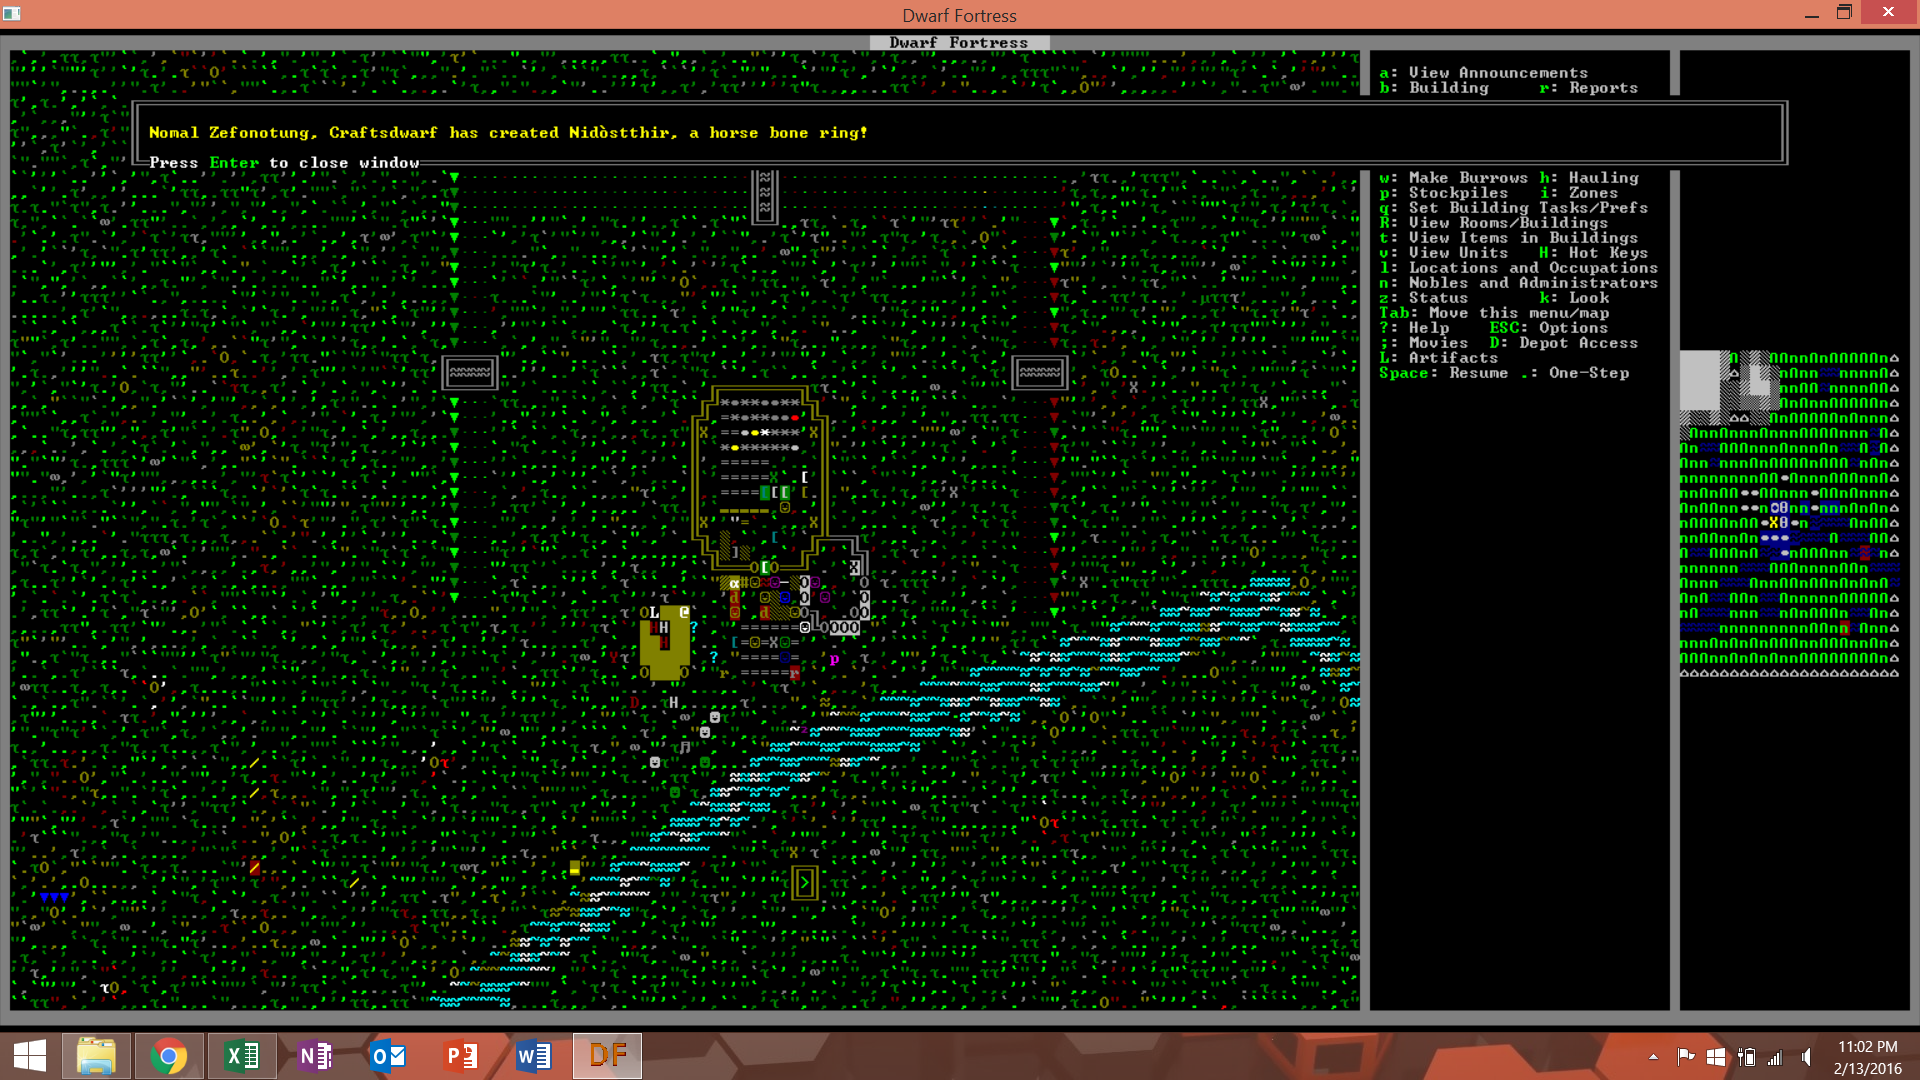 Dwarf Fortress
Dwarf Fortress
a: View Announcements
b: Building r: Reports
Nomal Zefonotung, Craftsdwarf has created Nidòstthir, a horse bone ring!
Press Enter to close window
w: Make Burrows h: Hauling
p: Stockpiles i: Zones
q: Set Building Tasks/Prefs
R: View Rooms/Buildings
t: View Items in Buildings
v: View Units H: Hot Keys
l: Locations and Occupations
n: Nobles and Administrators
z: Status k: Look
Tab: Move this menu/map
?: Help ESC: Options
;: Movies D: Depot Access
L: Artifacts
Space: Resume .: One-Step
DF
11:02 PM
2/13/2016